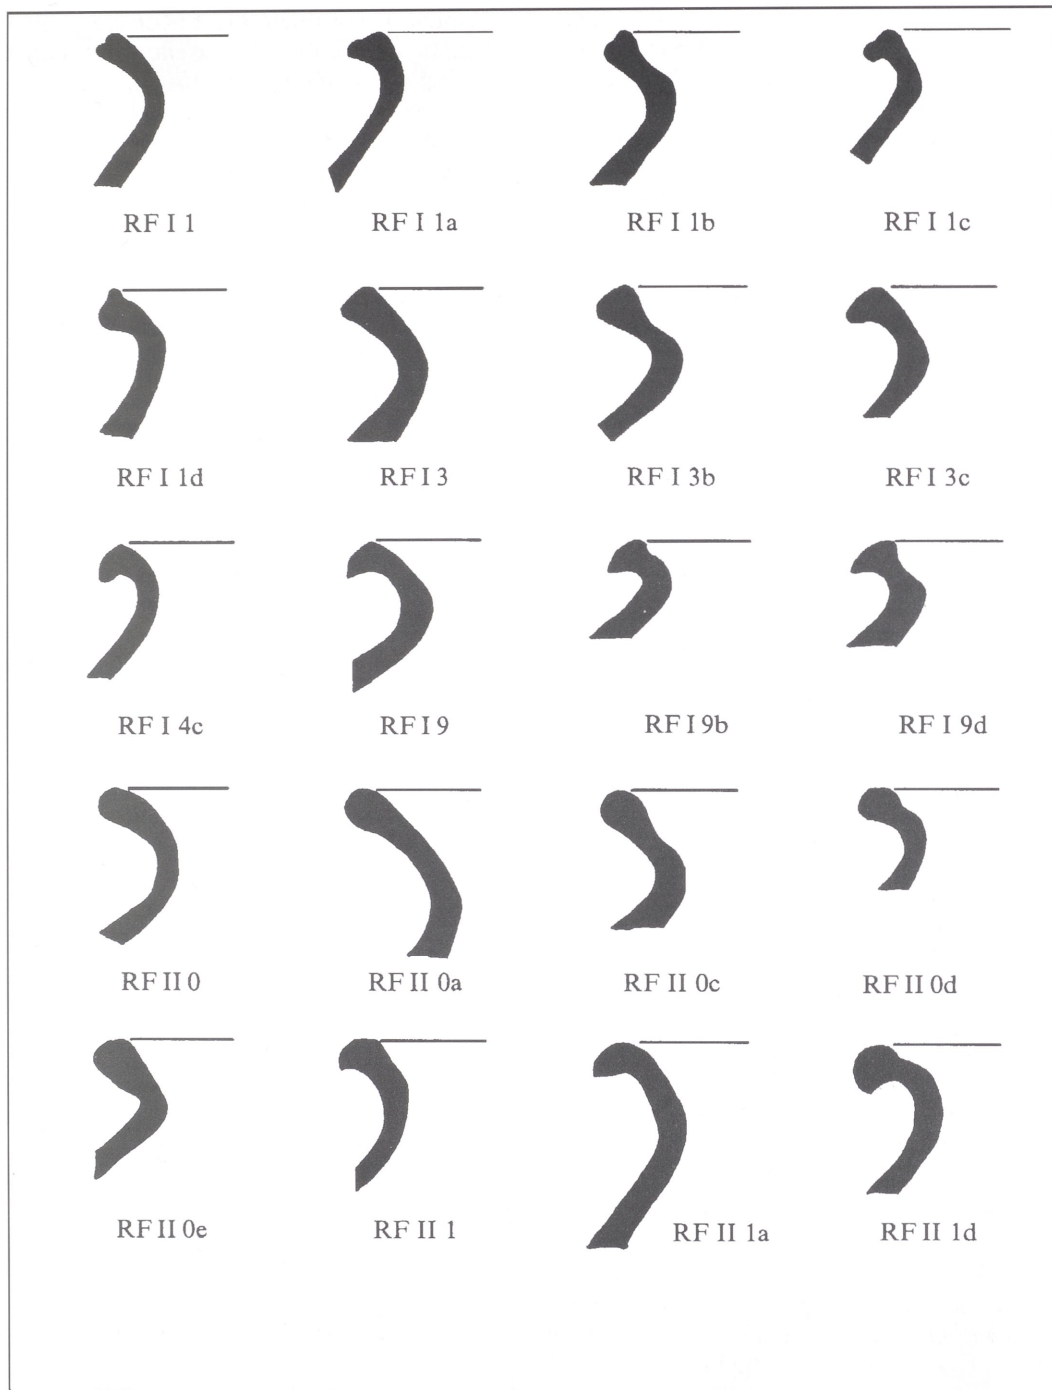 RF I 1 RF I 1a RF I 1b RF I 1c
RF I 1d RF I 3 RF I 3b RF I 3c
RF I 4c RF I 9 RF I 9b RF I 9d
RF II 0 RF II 0a RF II 0c RF II 0d
RF II 0e RF II 1 RF II 1a RF II 1d